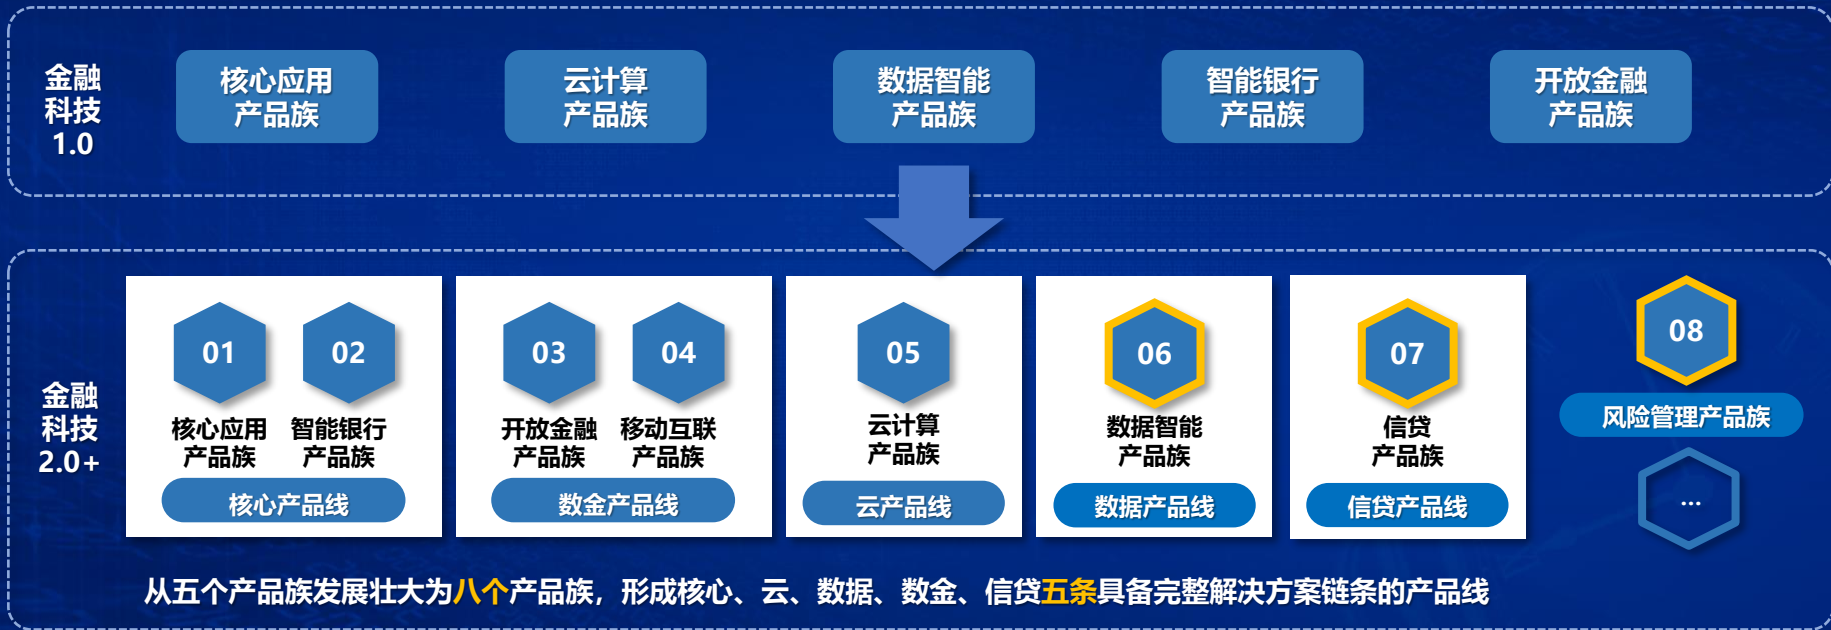 金融
科技
1.0
核心应用
产品族
云计算
产品族
数据智能
产品族
智能银行
产品族
开放金融
产品族
金融
科技
2.0+
01
核心应用
产品族
02
智能银行
产品族
核心产品线
03
开放金融
产品族
04
移动互联
产品族
数金产品线
05
云计算
产品族
云产品线
06
数据智能
产品族
数据产品线
07
信贷
产品族
信贷产品线
08
风险管理产品族
...
从五个产品族发展壮大为八个产品族，形成核心、云、数据、数金、信贷五条具备完整解决方案链条的产品线